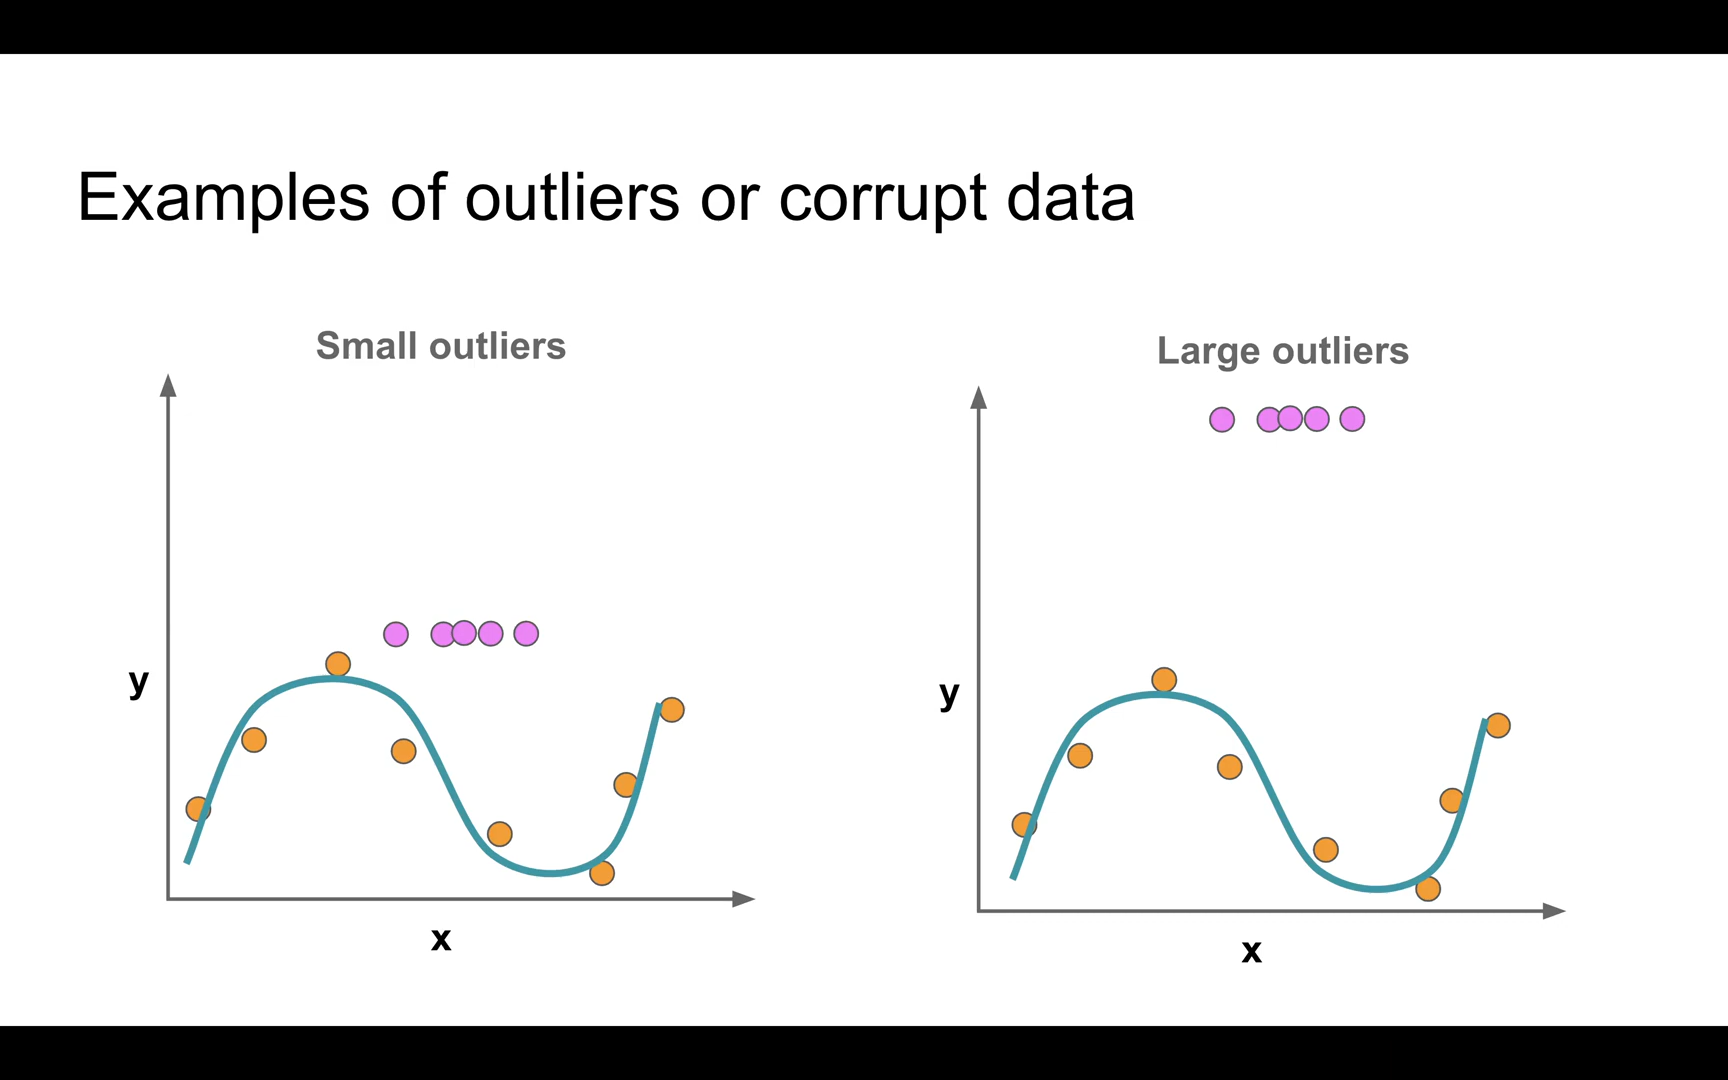 Examples of outliers or corrupt data
Small outliers
y
x
Large outliers
y
x